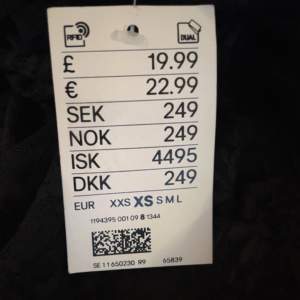 RFID DUAL
£ 19.99
€ 22.99
SEK 249
NOK 249
ISK 4495
DKK 249
EUR XXS XS S M L
1194395 001 09 8 1344
SE 11 650230 R9 65839